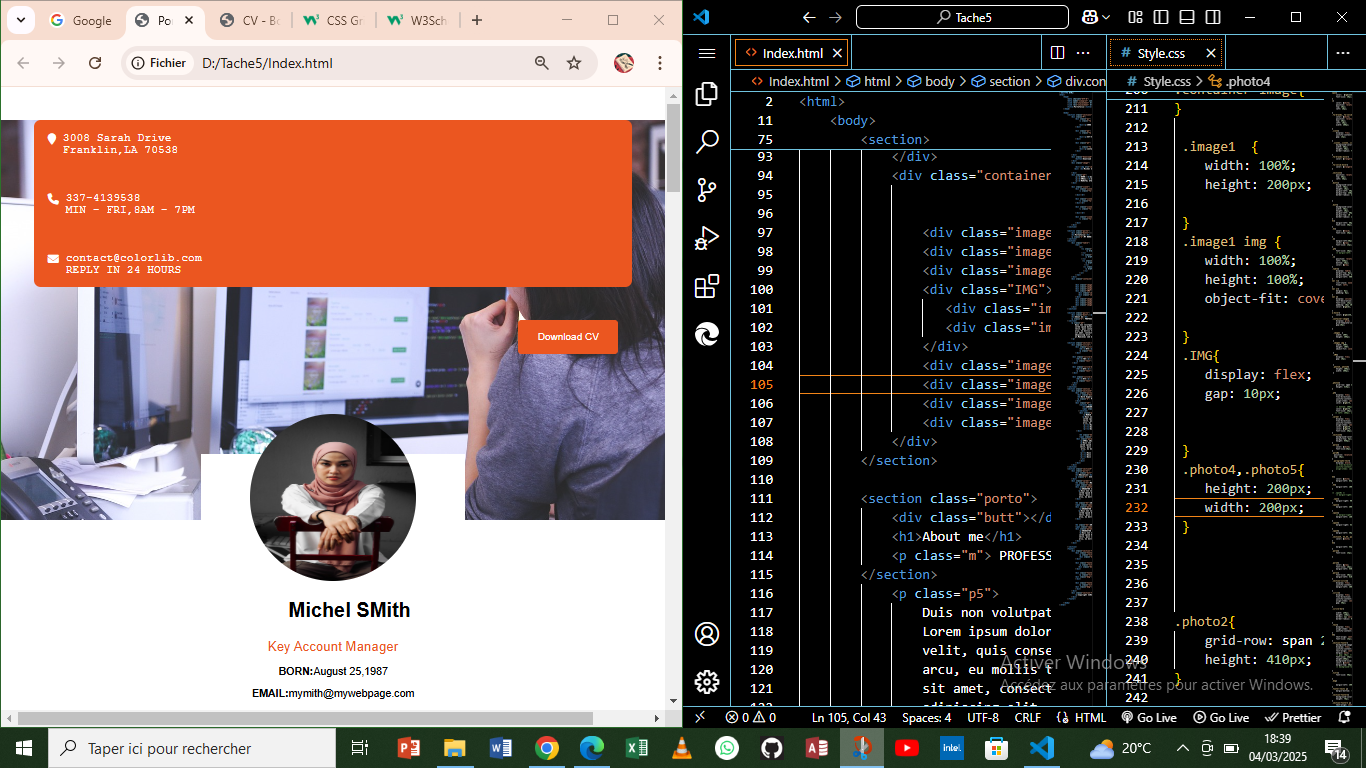 Google
Po
CV - Bo
CSS Gr
W3Sch
Fichier
D:/Tache5/Index.html
3008 Sarah Drive
Franklin,LA 70538
337-4139538
MIN - FRI,8AM - 7PM
contact@colorlib.com
REPLY IN 24 HOURS
Download CV
Michel SMith
Key Account Manager
BORN:August 25,1987
EMAIL:mymith@mywebpage.com
Tache5
Index.html
Index.html > html > body > section > div.con
2 <html>
11 <body>
75 <section>
93 </div>
94 <div class="container
95
96
97 <div class="image
98 <div class="image
99 <div class="image
100 <div class="IMG">
101 <div class="im
102 <div class="im
103 </div>
104 <div class="image
105 <div class="image
106 <div class="image
107 <div class="image
108 </div>
109 </section>
110
111 <section class="porto">
112 <div class="butt"></d
113 <h1>About me</h1>
114 <p class="m"> PROFESS
115 </section>
116 <p class="p5">
117 Duis non volutpat
118 Lorem ipsum dolor
119 velit, quis conse
120 arcu, eu mollis t
121 sit amet, consect
Style.css
Style.css > .photo4
211 }
212
213 .image1 {
214 width: 100%;
215 height: 200px;
216
217 }
218 .image1 img {
219 width: 100%;
220 height: 100%;
221 object-fit: cove
222
223 }
224 .IMG{
225 display: flex;
226 gap: 10px;
227
228
229 }
230 .photo4,.photo5{
231 height: 200px;
232 width: 200px;
233 }
234
235
236
237
238 .photo2{
239 grid-row: span 2
240 height: 410px;
241 }
242
Activer Windows
Accédez aux paramètres pour activer Windows.
0 0
Ln 105, Col 43
Spaces: 4
UTF-8
CRLF
HTML
Go Live
Go Live
Prettier
Taper ici pour rechercher
intel
20°C
18:39
04/03/2025
14